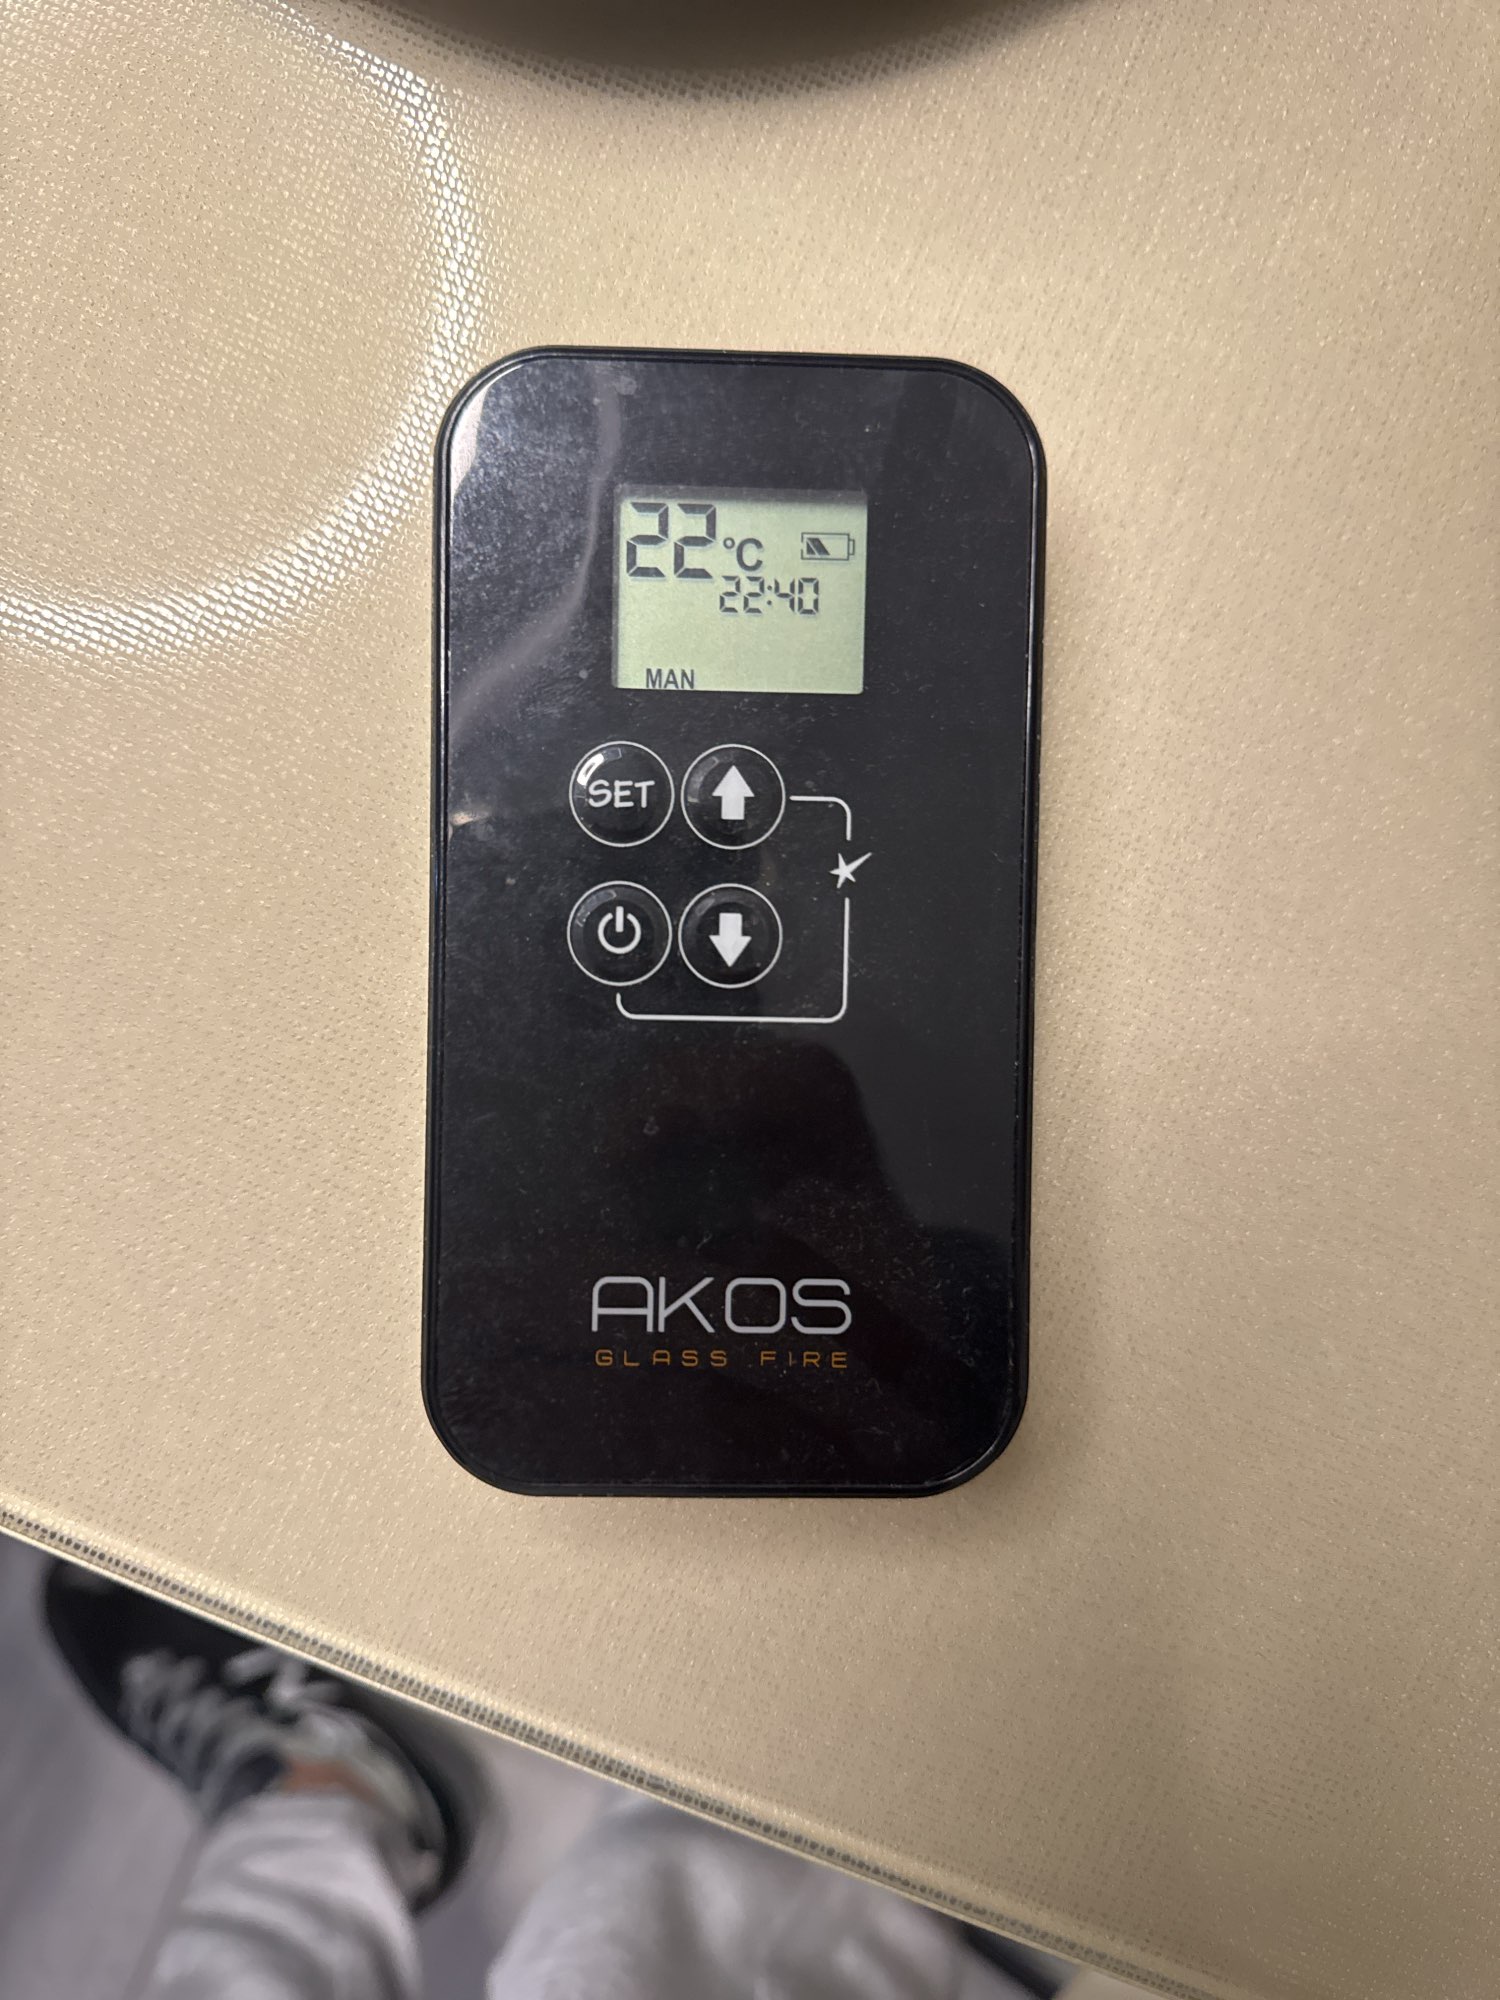 22 °C
22:40
MAN
SET
AKOS
GLASS FIRE